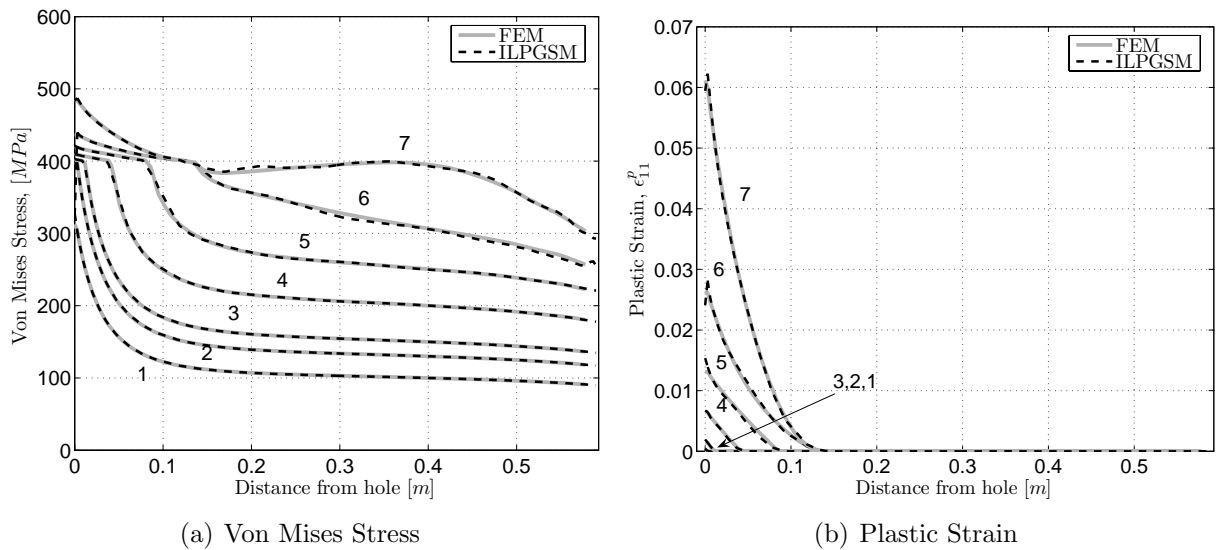 600
500
400
300
200
100
0
0 0.1 0.2 0.3 0.4 0.5
Von Mises Stress, [MPa]
Distance from hole [m]
FEM
ILPGSM
7
6
5
4
3
2
1
(a) Von Mises Stress
0.07
0.06
0.05
0.04
0.03
0.02
0.01
0
0 0.1 0.2 0.3 0.4 0.5
Plastic Strain, ϵ₁₁ᵖ
Distance from hole [m]
FEM
ILPGSM
7
6
5
4
3,2,1
(b) Plastic Strain